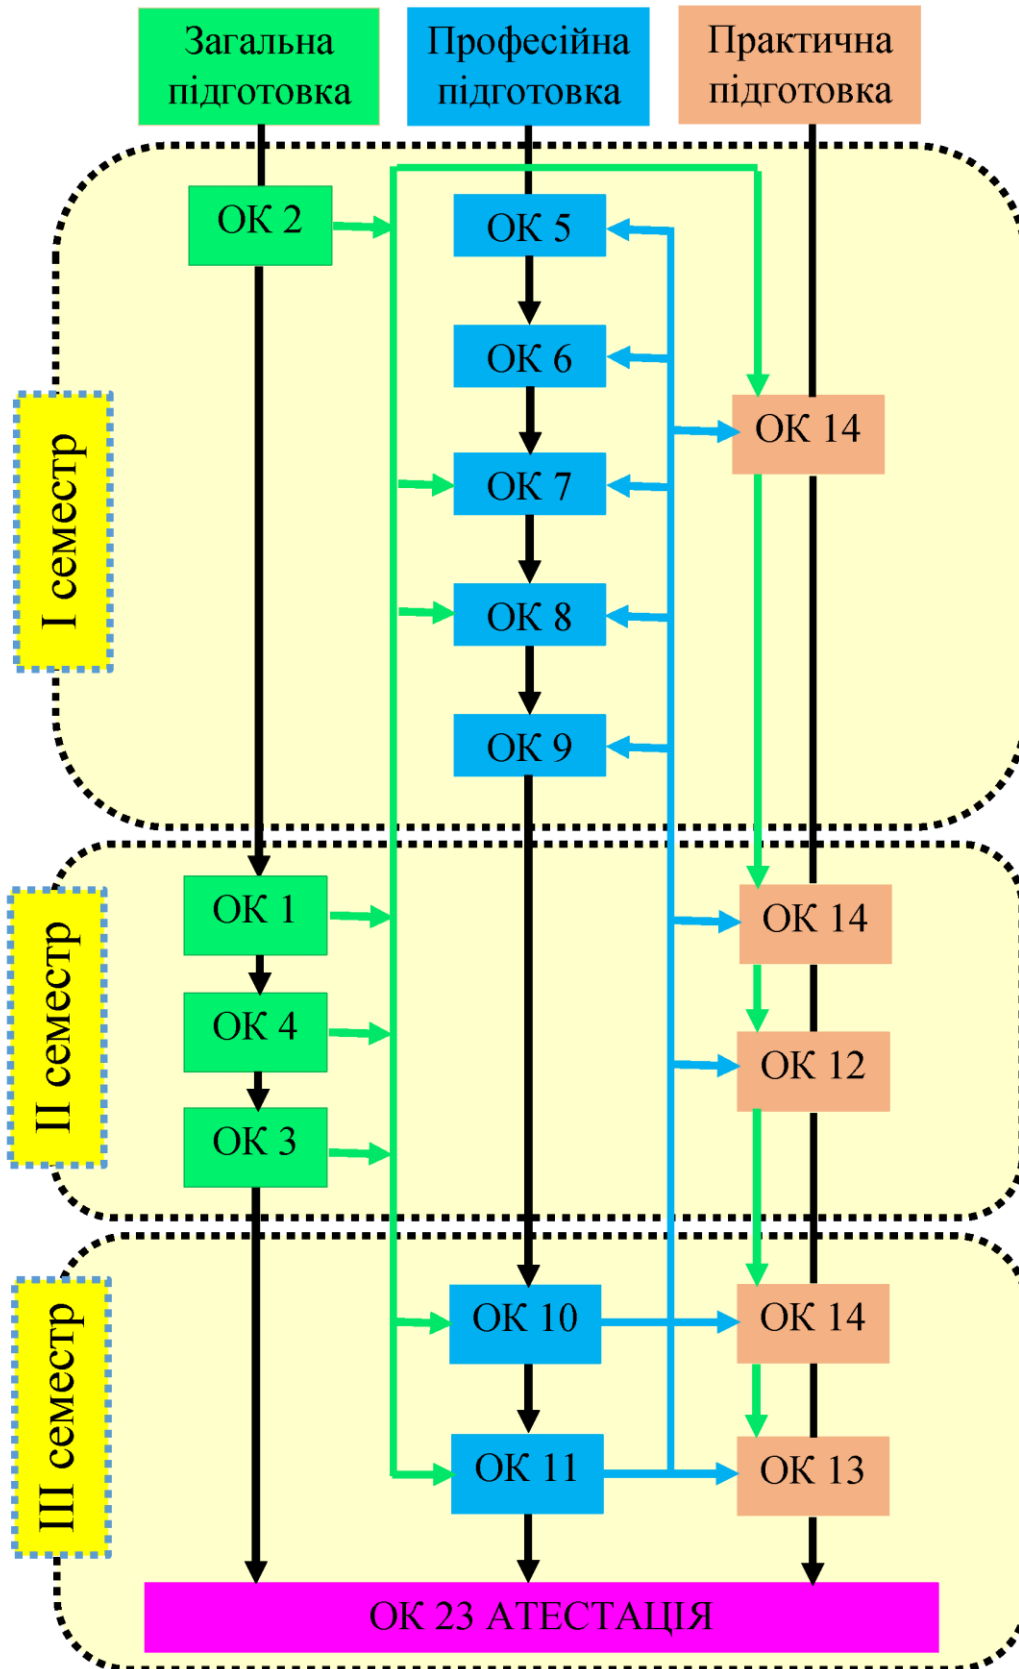 Загальна
підготовка
Професійна
підготовка
Практична
підготовка
I семестр
ОК 2
ОК 5
ОК 6
ОК 14
ОК 7
ОК 8
ОК 9
II семестр
ОК 1
ОК 14
ОК 4
ОК 12
ОК 3
III семестр
ОК 10
ОК 14
ОК 11
ОК 13
ОК 23 АТЕСТАЦІЯ